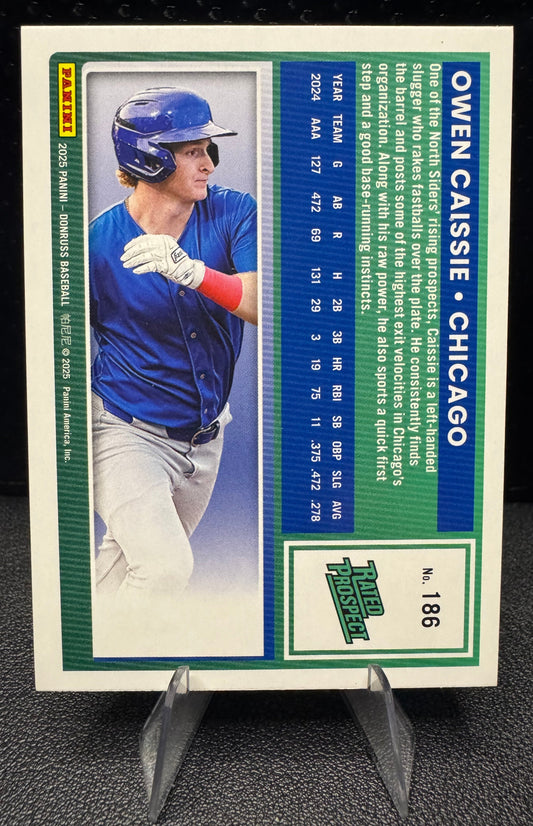 OWEN CAISSIE • CHICAGO
One of the North Siders' rising prospects, Caissie is a left-handed
slugger who rakes fastballs over the plate. He consistently finds
the barrel and posts some of the highest exit velocities in Chicago's
organization. Along with his raw power, he also sports a quick first
step and a good base-running instincts.
YEAR TEAM G AB R H 2B 3B HR RBI SB OBP SLG AVG
2024 AAA 127 472 69 131 29 3 19 75 11 .375 .472 .278
No. 186
RATED
PROSPECT
PANINI
2025 PANINI – DONRUSS BASEBALL 帕尼尼 © 2025 Panini America, Inc.